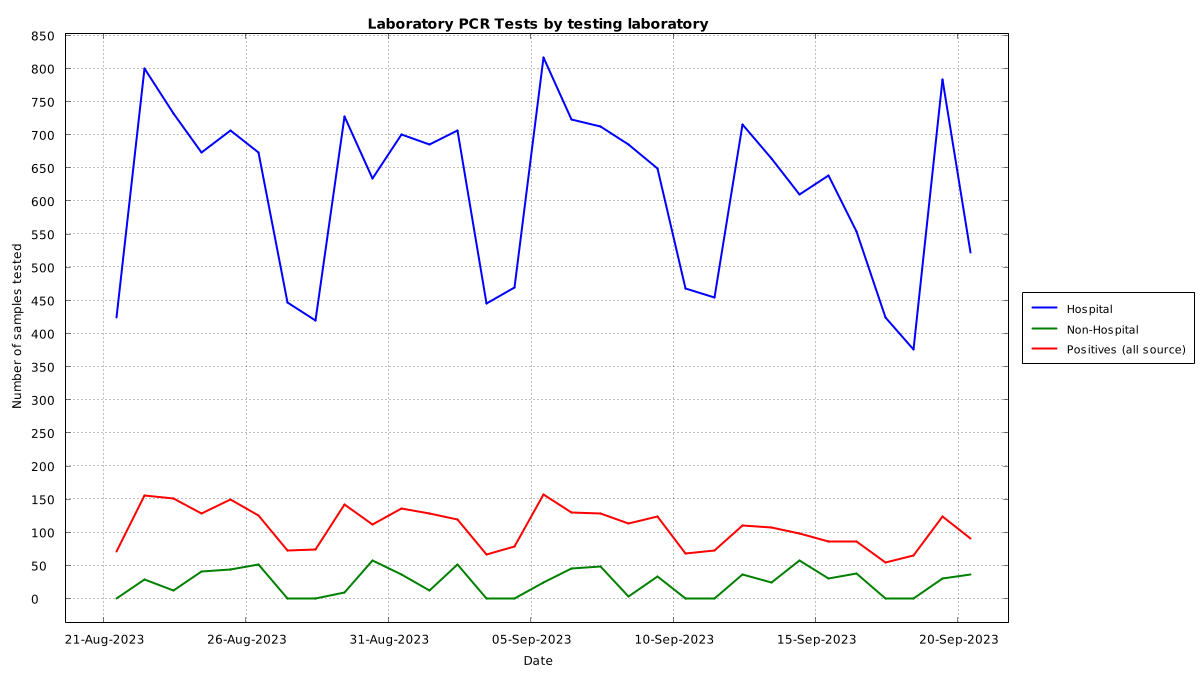 Laboratory PCR Tests by testing laboratory
850
800
750
700
650
600
550
500
450
400
350
300
250
200
150
100
50
0
Number of samples tested
21-Aug-2023 26-Aug-2023 31-Aug-2023 05-Sep-2023 10-Sep-2023 15-Sep-2023 20-Sep-2023
Date
Hospital
Non-Hospital
Positives (all source)